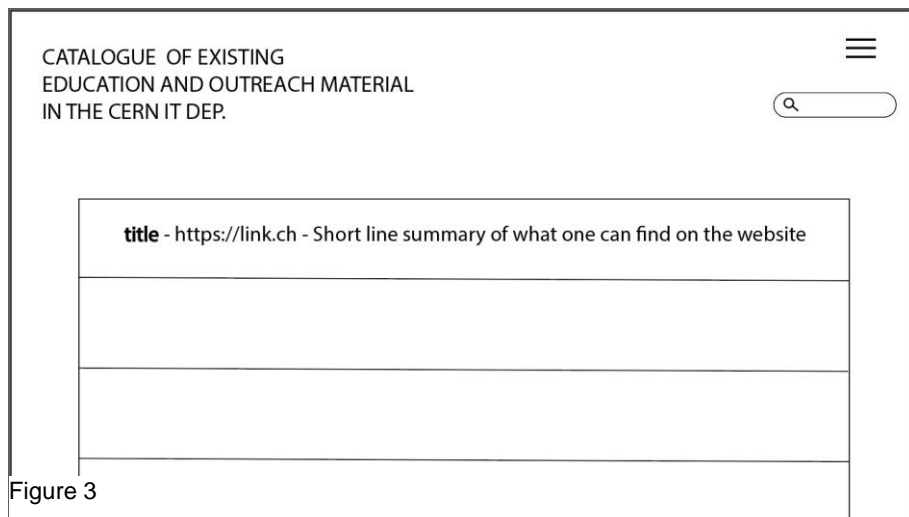 CATALOGUE OF EXISTING
EDUCATION AND OUTREACH MATERIAL
IN THE CERN IT DEP.
title - https://link.ch - Short line summary of what one can find on the website
Figure 3